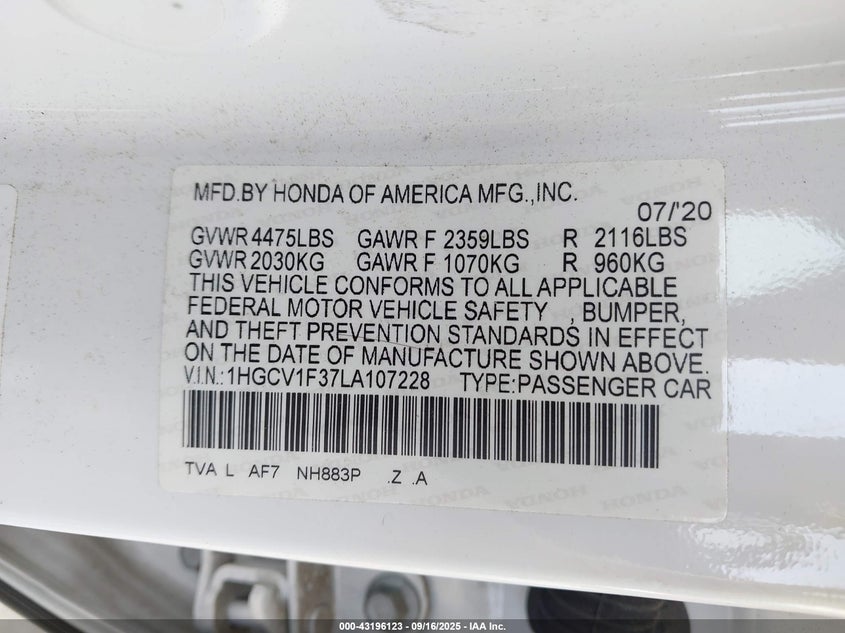 MFD.BY HONDA OF AMERICA MFG.,INC.
07/'20
GVWR 4475LBS GAWR F 2359LBS R 2116LBS
GVWR 2030KG GAWR F 1070KG R 960KG
THIS VEHICLE CONFORMS TO ALL APPLICABLE
FEDERAL MOTOR VEHICLE SAFETY , BUMPER,
AND THEFT PREVENTION STANDARDS IN EFFECT
ON THE DATE OF MANUFACTURE SHOWN ABOVE.
V.I.N.:1HGCV1F37LA107228 TYPE:PASSENGER CAR
TVA L AF7 NH883P .Z .A
000-43196123 - 09/16/2025 - IAA Inc.